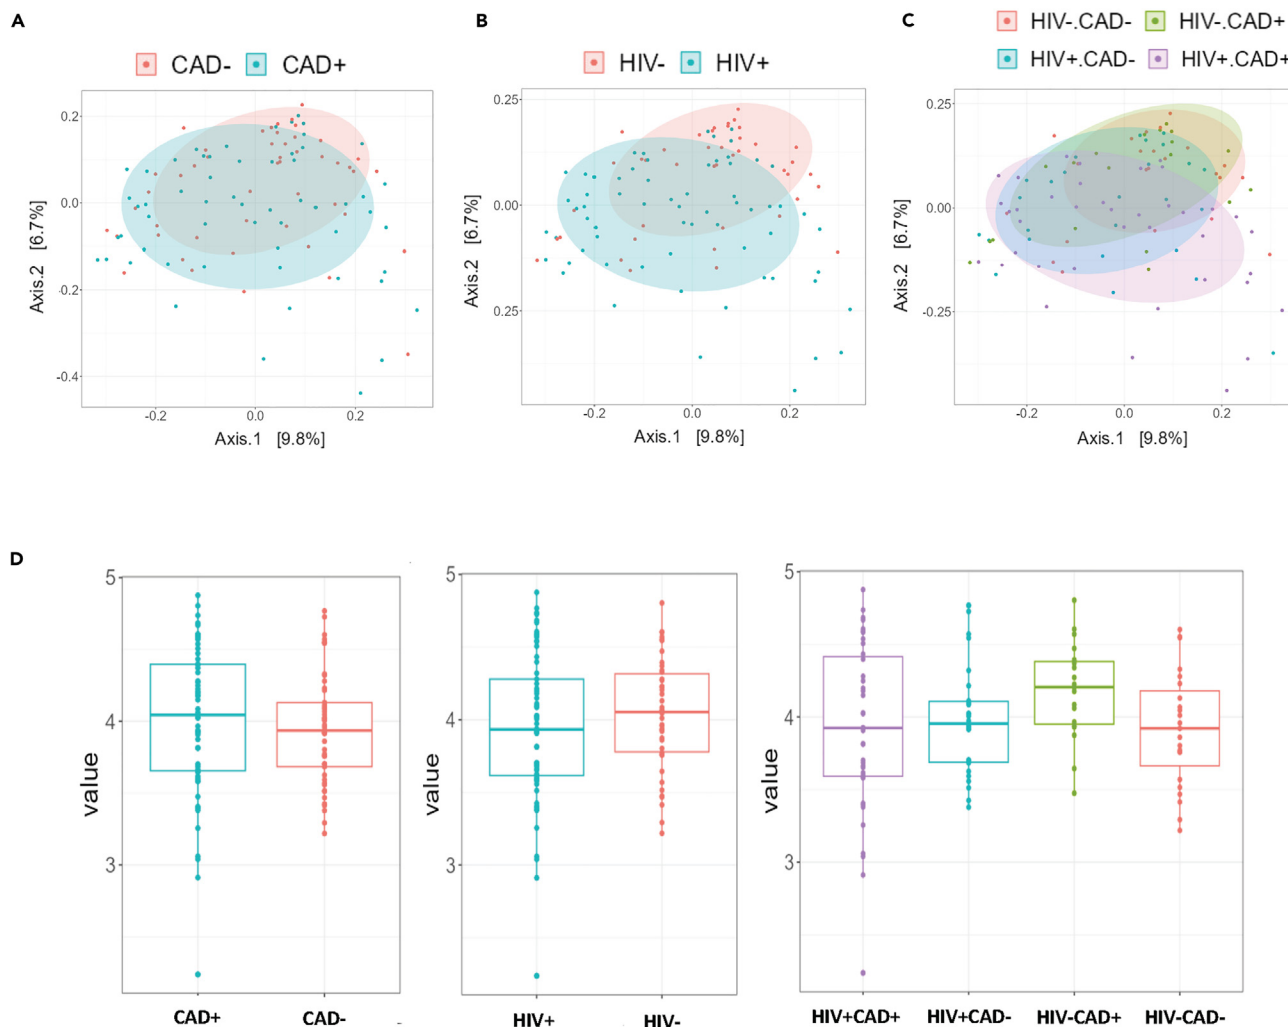 A
CAD- CAD+
0.2
0.0
-0.2
-0.4
Axis.2 [6.7%]
-0.2 0.0 0.2
Axis.1 [9.8%]
B
HIV- HIV+
0.25
0.00
0.25
Axis.2 [6.7%]
-0.2 0.0 0.2
Axis.1 [9.8%]
C
HIV-.CAD- HIV-.CAD+
HIV+.CAD- HIV+.CAD+
0.25
0.00
-0.25
Axis.2 [6.7%]
-0.2 0.0 0.2
Axis.1 [9.8%]
D
5
4
3
value
CAD+ CAD-
5
4
3
value
HIV+ HIV-
5
4
3
value
HIV+CAD+ HIV+CAD- HIV-CAD+ HIV-CAD-